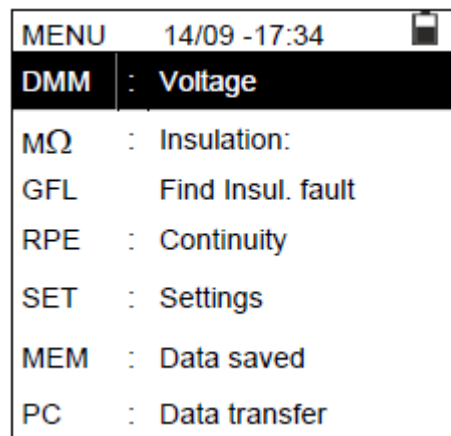 MENU 14/09 -17:34
DMM : Voltage
MΩ : Insulation:
GFL Find Insul. fault
RPE : Continuity
SET : Settings
MEM : Data saved
PC : Data transfer